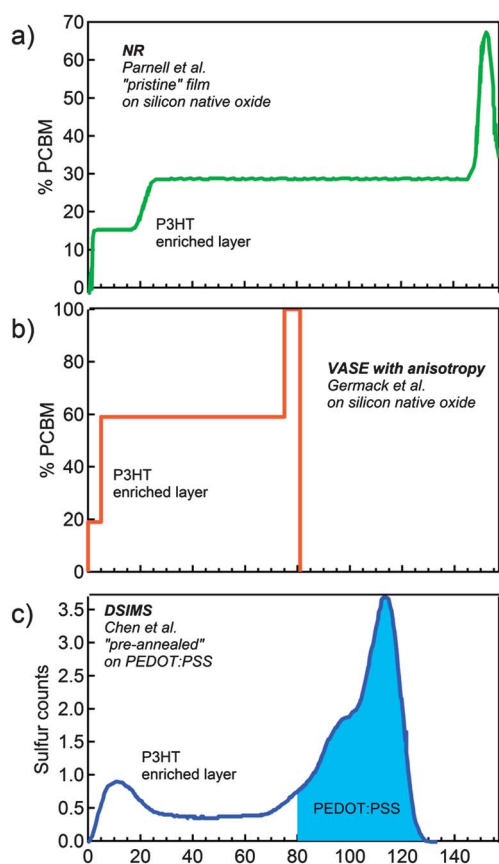 a)
70
60
50
40
30
20
10
0
% PCBM
NR
Parnell et al.
"pristine" film
on silicon native oxide
P3HT
enriched layer
b)
100
80
60
40
20
0
% PCBM
VASE with anisotropy
Germack et al.
on silicon native oxide
P3HT
enriched layer
c)
3.5
3.0
2.5
2.0
1.5
1.0
0.5
0.0
Sulfur counts
DSIMS
Chen et al.
"pre-annealed"
on PEDOT:PSS
P3HT
enriched layer
PEDOT:PSS
0 20 40 60 80 100 120 140